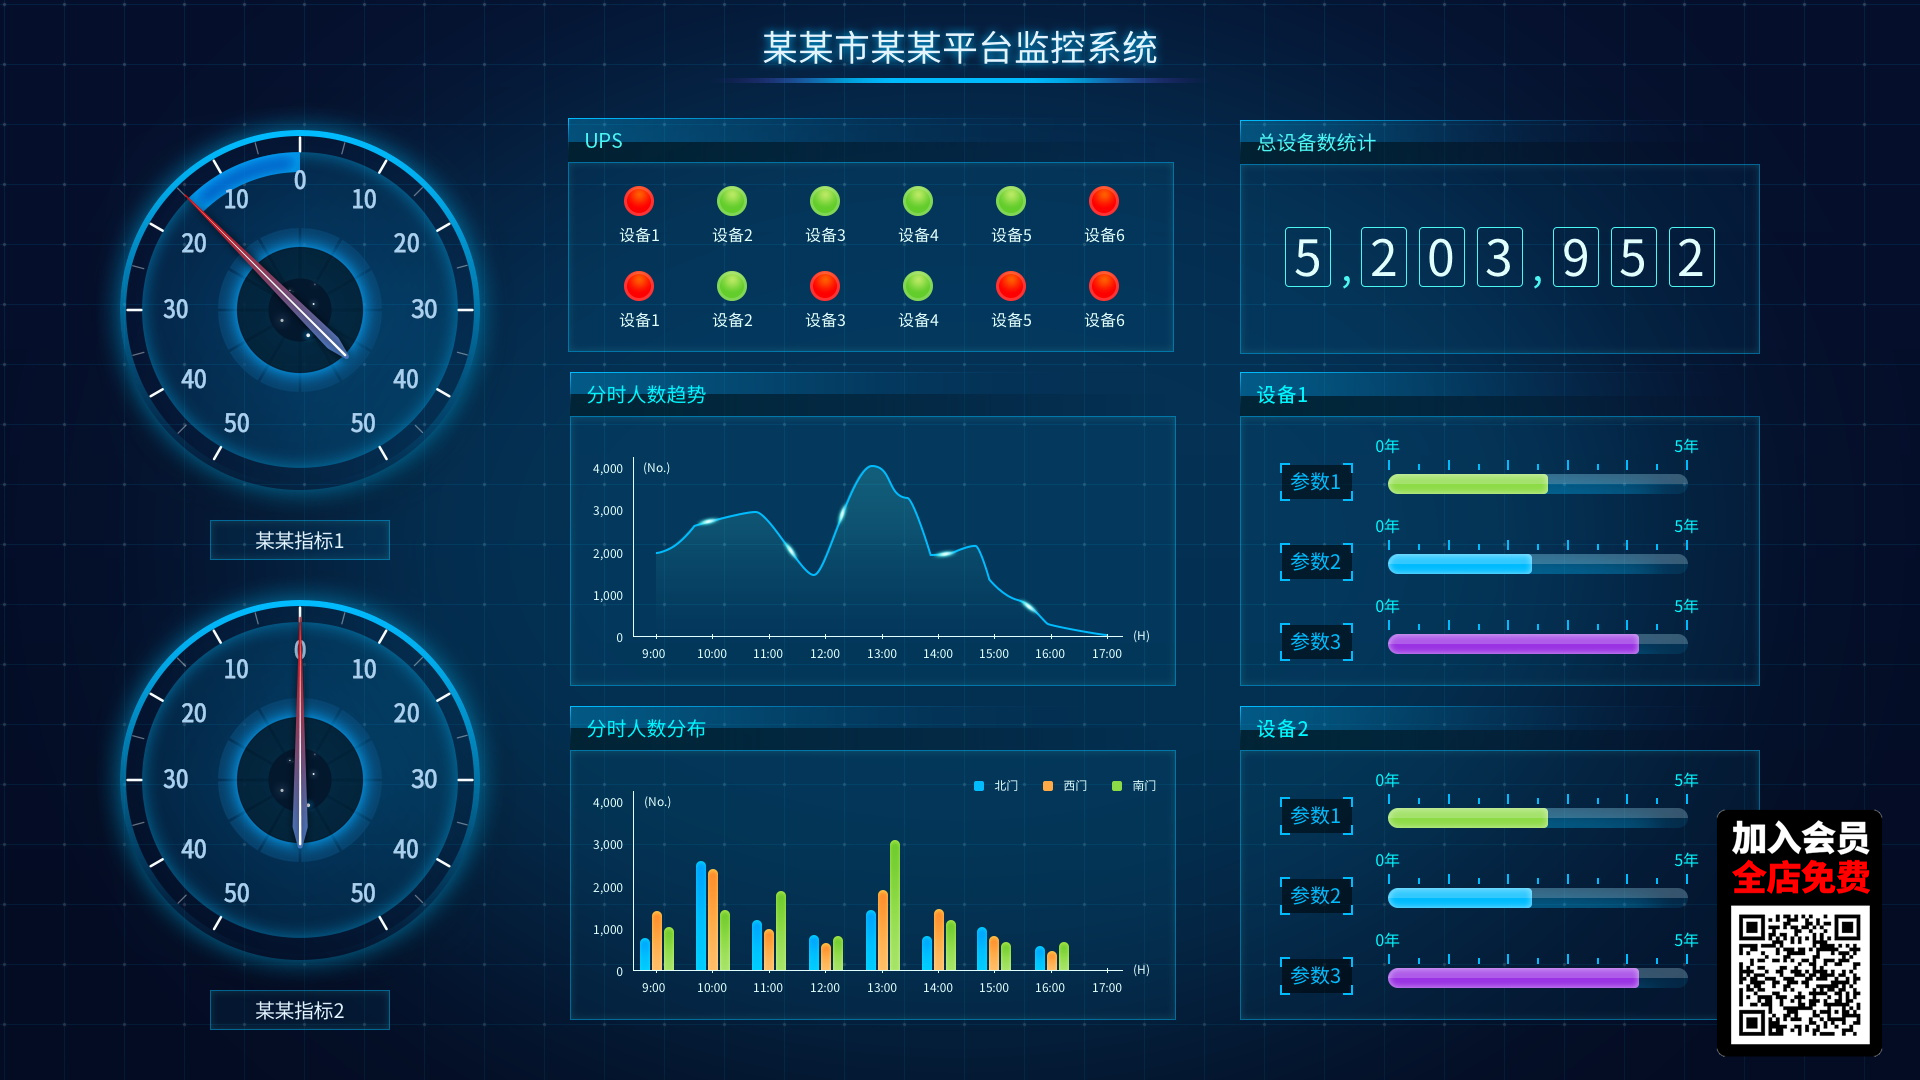 某某市某某平台监控系统
0
10 10
20 20
30 30
40 40
50 50
某某指标1
0
10 10
20 20
30 30
40 40
50 50
某某指标2
UPS
设备1 设备2 设备3 设备4 设备5 设备6
设备1 设备2 设备3 设备4 设备5 设备6
分时人数趋势
(No.)
4,000
3,000
2,000
1,000
0
(H)
9:00 10:00 11:00 12:00 13:00 14:00 15:00 16:00 17:00
分时人数分布
北门 西门 南门
(No.)
4,000
3,000
2,000
1,000
0
(H)
9:00 10:00 11:00 12:00 13:00 14:00 15:00 16:00 17:00
总设备数统计
5,203,952
设备1
0年 5年
参数1
0年 5年
参数2
0年 5年
参数3
设备2
0年 5年
参数1
0年 5年
参数2
0年 5年
参数3
加入会员
全店免费